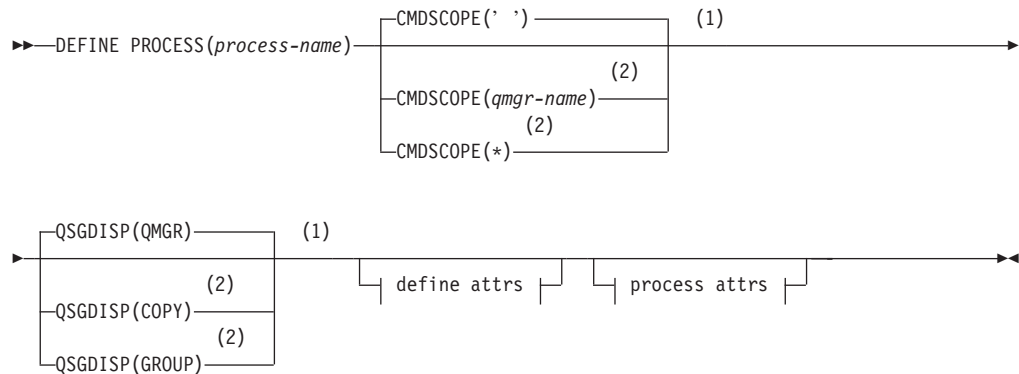 CMDSCOPE(’ ’) (1)
DEFINE PROCESS(process-name)
(2)
CMDSCOPE(qmgr-name)
(2)
CMDSCOPE(*)
QSGDISP(QMGR) (1)
define attrs process attrs
(2)
QSGDISP(COPY)
(2)
QSGDISP(GROUP)